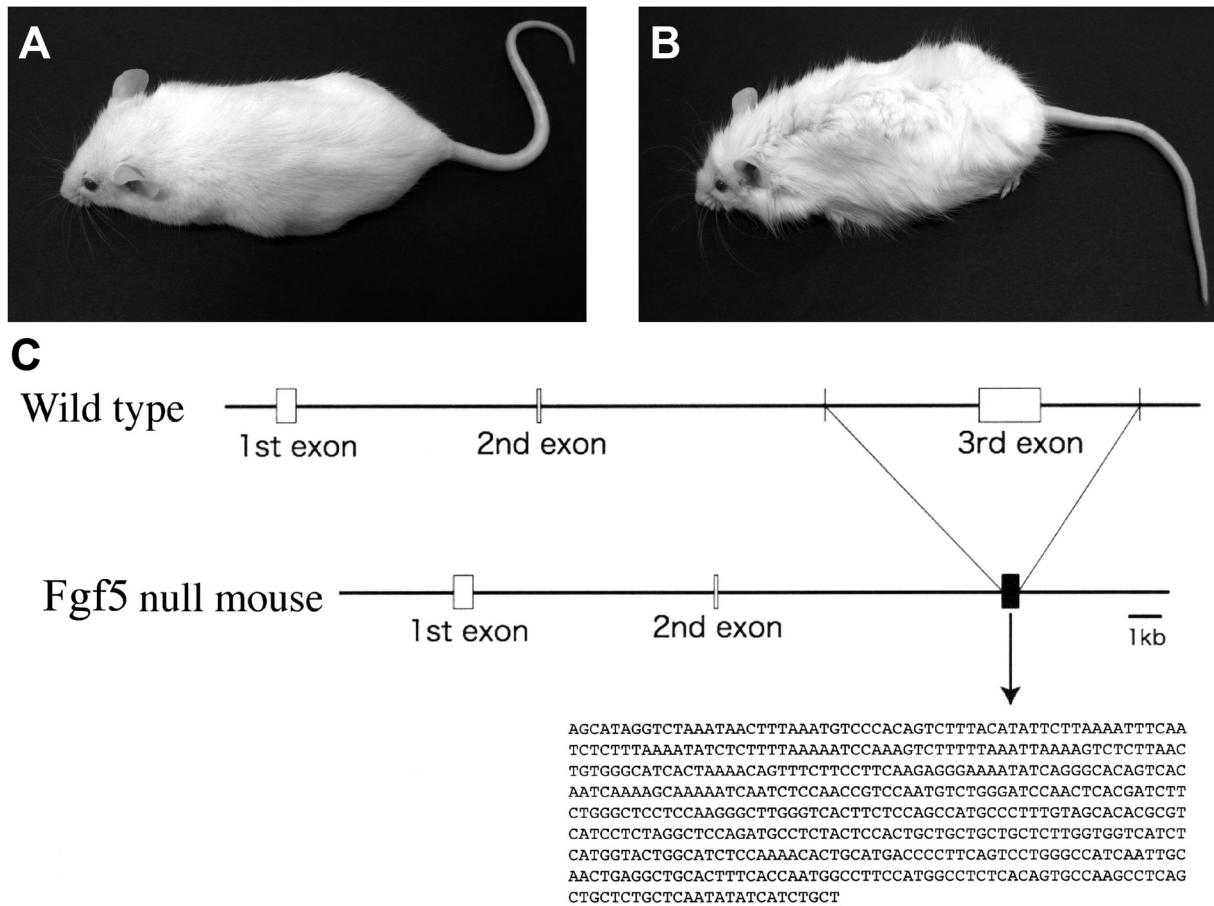 A
B
C
Wild type
1st exon
2nd exon
3rd exon
Fgf5 null mouse
1st exon
2nd exon
1kb
AGCATAGGTCTAAATAACTTTAAATGTCCCACAGTCTTTACATATTCTTAAAATTTCAA
TCTCTTTAAAATATCTCTTTTAAAAATCCAAAGTCTTTTTAAATTAAAAGTCTCTTAAC
TGTGGGCATCACTAAAACAGTTTCTTCCTTCAAGAGGGAAAATATCAGGGCACAGTCAC
AATCAAAAGCAAAAATCAATCTCCAACCGTCCAATGTCTGGGATCCAACTCACGATCTT
CTGGGCTCCTCCAAGGGCTTGGGTCACTTCTCCAGCCATGCCCTTTGTAGCACACGCGT
CATCCTCTAGGCTCCAGATGCCTCTACTCCACTGCTGCTGCTGCTCTTGGTGGTCATCT
CATGGTACTGGCATCTCCAAAACACTGCATGACCCCTTCAGTCCTGGGCCATCAATTGC
AACTGAGGCTGCACTTTCACCAATGGCCTTCCATGGCCTCTCACAGTGCCAAGCCTCAG
CTGCTCTGCTCAATATATCATCTGCT